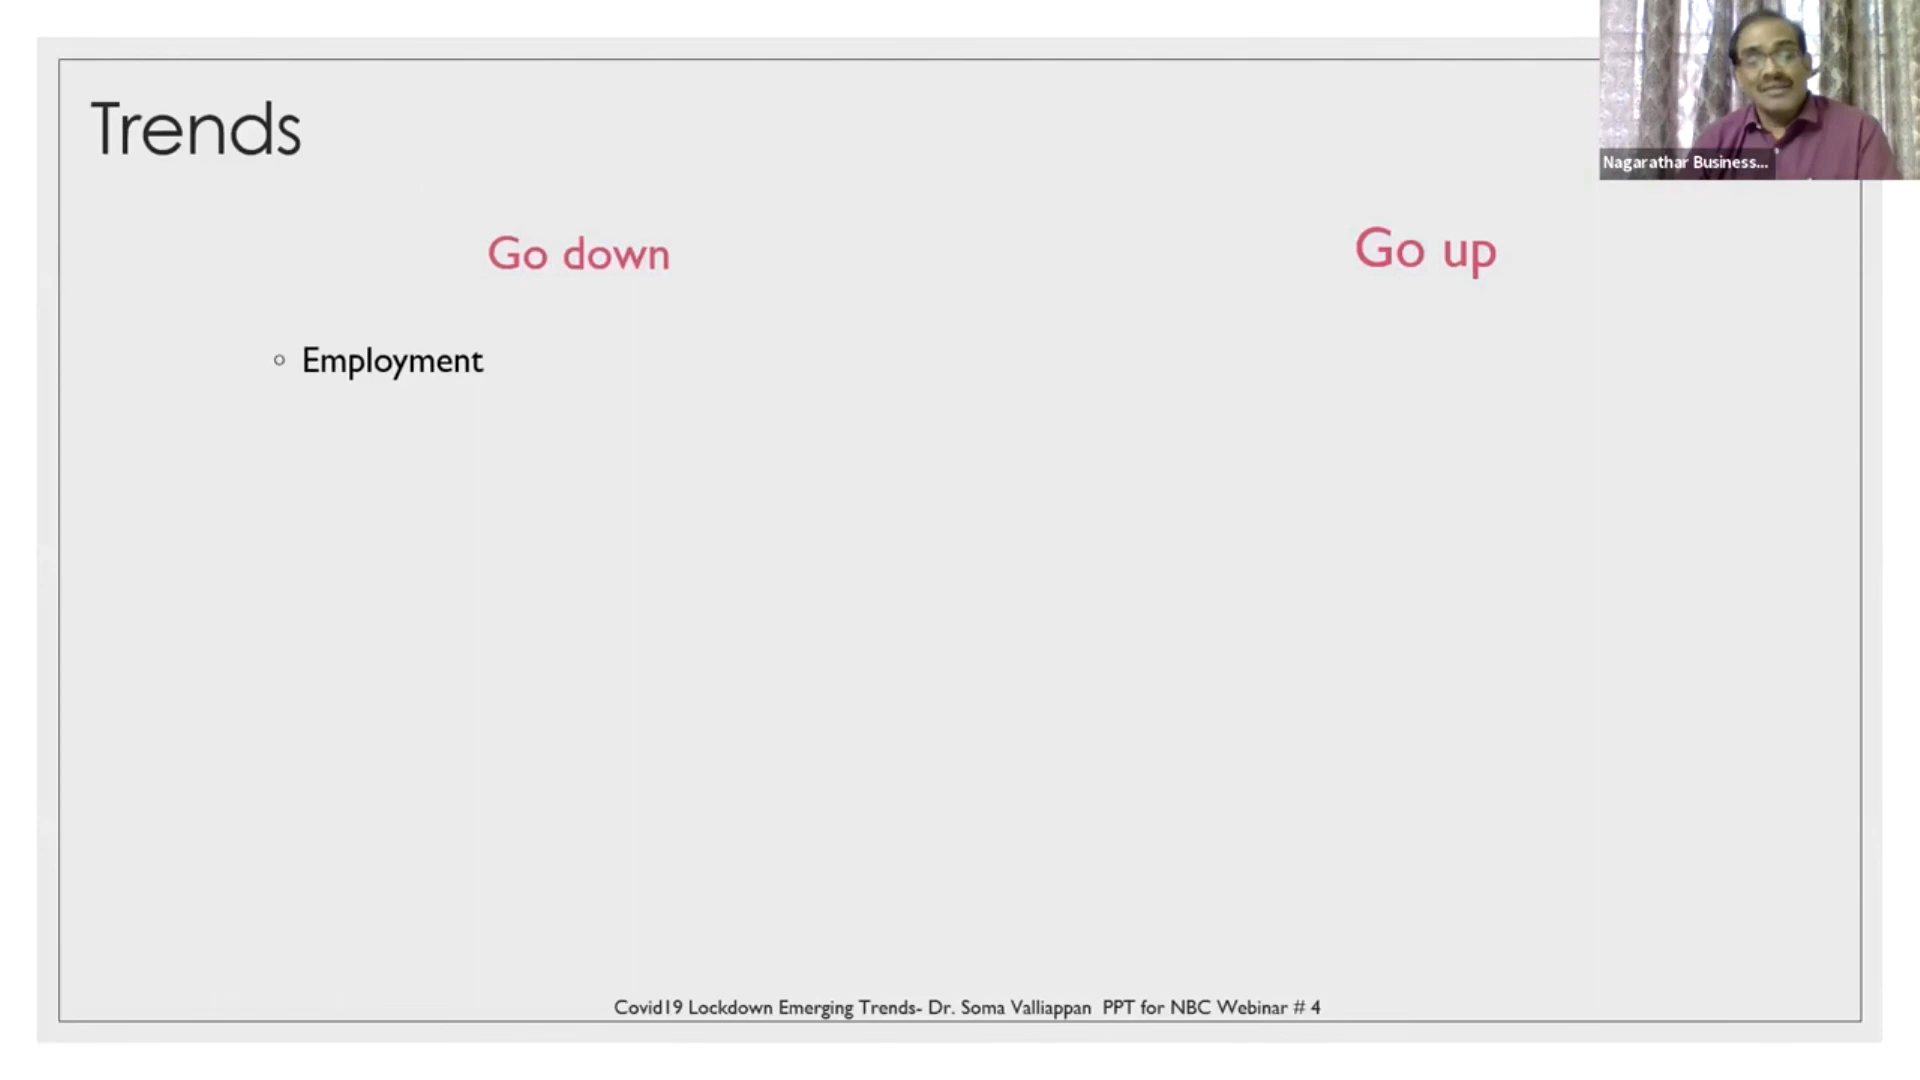 Trends
Nagarathar Business...
Go down
Go up
Employment
Covid19 Lockdown Emerging Trends- Dr. Soma Valliappan PPT for NBC Webinar # 4